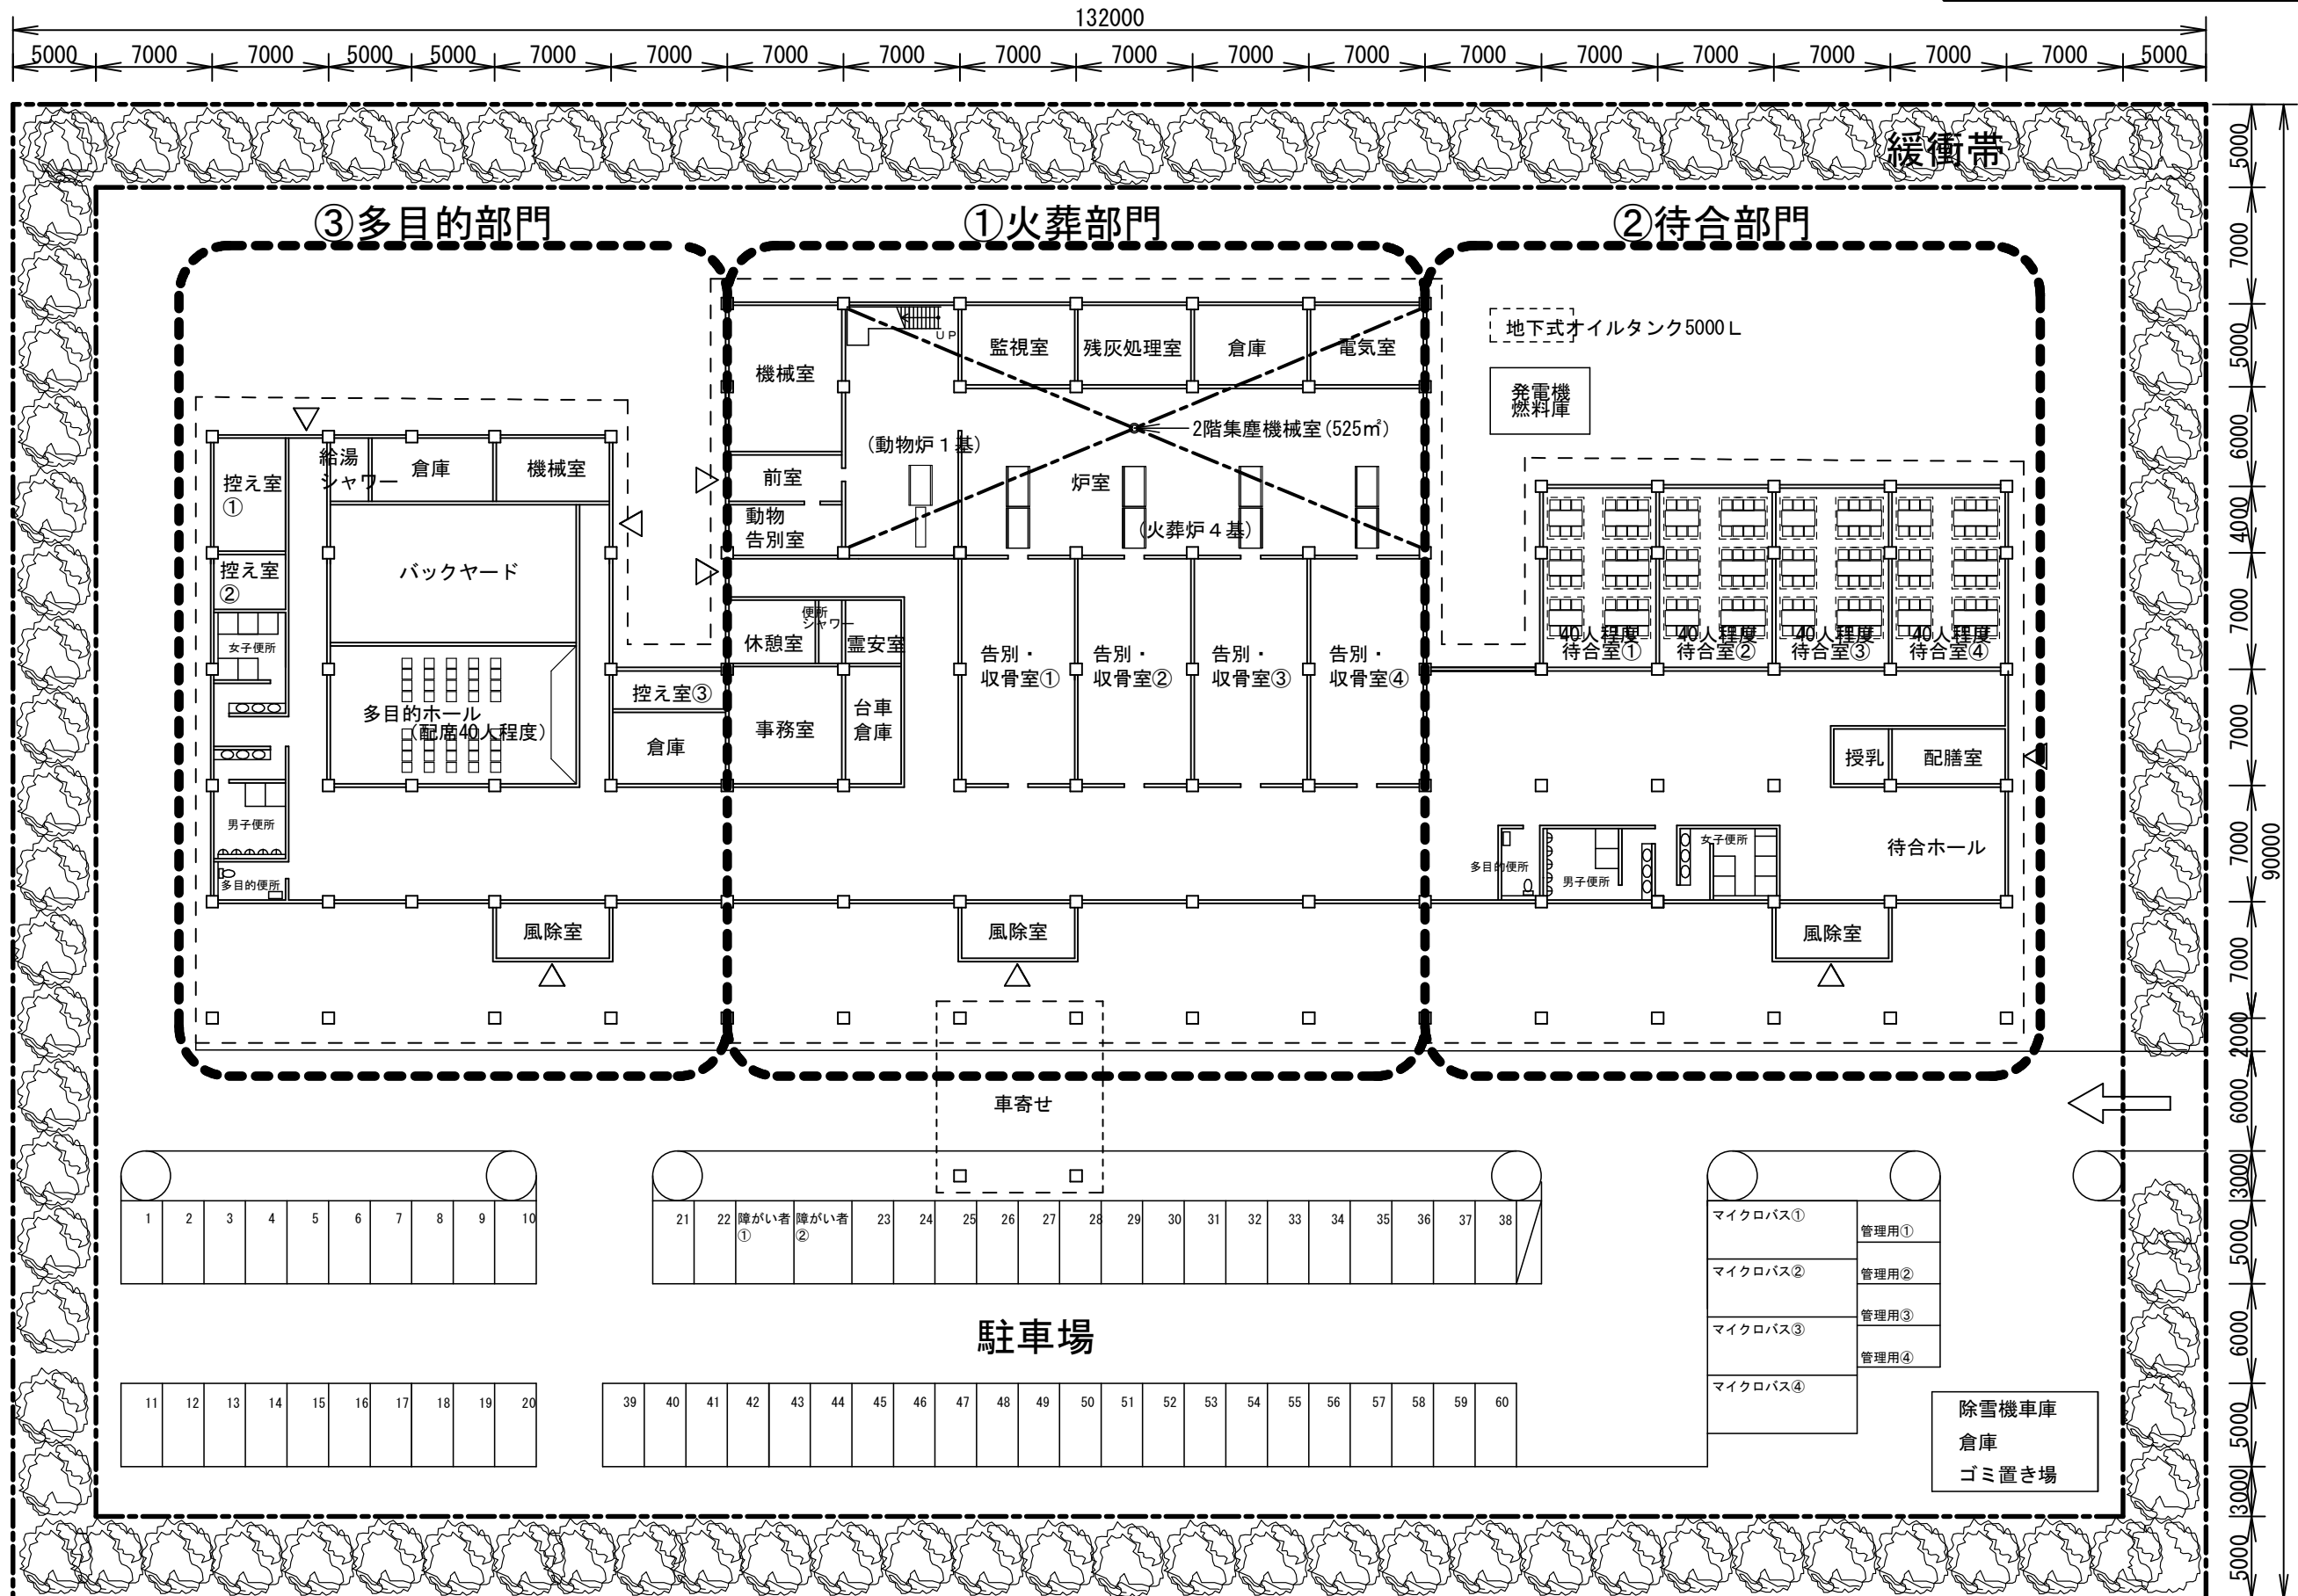 132000
5000 7000 7000 5000 5000 7000 7000 7000 7000 7000 7000 7000 7000 7000 7000 7000 7000 7000 7000 5000
緩衝帯
③多目的部門
①火葬部門
②待合部門
5000
7000
5000
6000
4000
7000
7000
7000
7000
2000
6000
3000
5000
6000
5000
3000
5000
90000
控え室
①
給湯
シャワー
倉庫
機械室
控え室
②
バックヤード
女子便所
多目的ホール
(配席40人程度)
男子便所
多目的便所
控え室③
倉庫
風除室
機械室
UP
監視室
残灰処理室
倉庫
電気室
2階集塵機械室(525㎡)
(動物炉1基)
前室
炉室
動物
告別室
(火葬炉4基)
便所
シャワー
休憩室
霊安室
事務室
台車
倉庫
告別・
収骨室①
告別・
収骨室②
告別・
収骨室③
告別・
収骨室④
風除室
地下式オイルタンク5000L
発電機
燃料庫
40人程度
待合室①
40人程度
待合室②
40人程度
待合室③
40人程度
待合室④
授乳
配膳室
待合ホール
多目的便所
男子便所
女子便所
風除室
車寄せ
1 2 3 4 5 6 7 8 9 10
21 22 障がい者① 障がい者② 23 24 25 26 27 28 29 30 31 32 33 34 35 36 37 38
マイクロバス①
マイクロバス②
マイクロバス③
マイクロバス④
管理用①
管理用②
管理用③
管理用④
駐車場
11 12 13 14 15 16 17 18 19 20
39 40 41 42 43 44 45 46 47 48 49 50 51 52 53 54 55 56 57 58 59 60
除雪機車庫
倉庫
ゴミ置き場